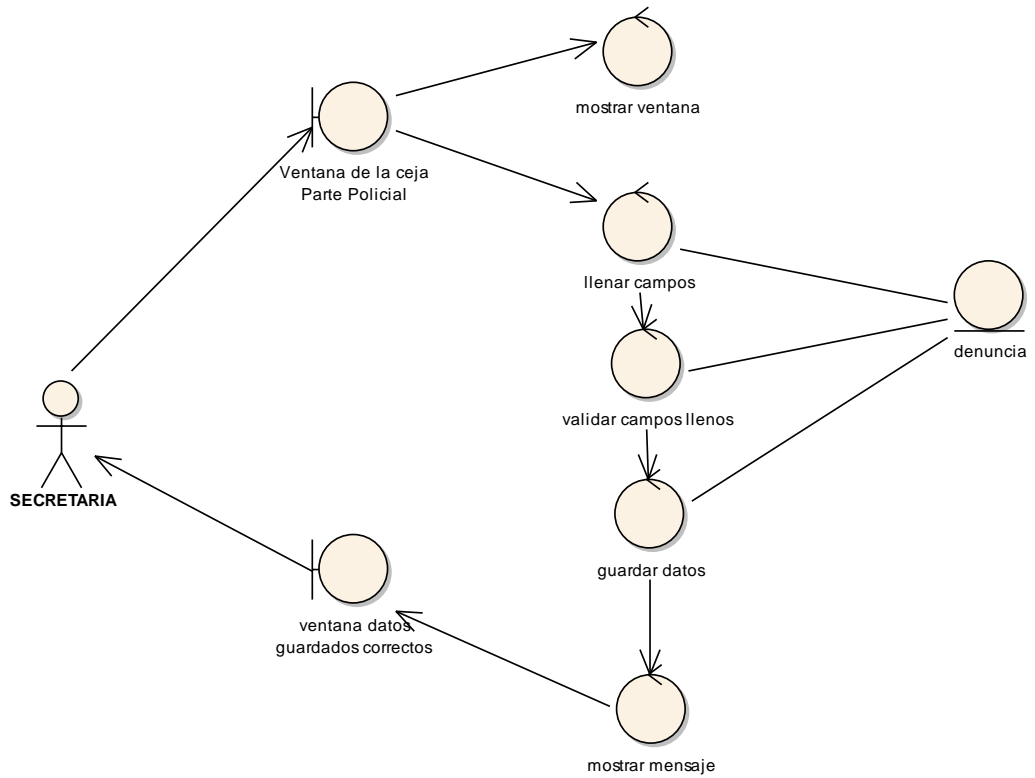 mostrar ventana
Ventana de la ceja
Parte Policial
llenar campos
denuncia
validar campos llenos
SECRETARIA
guardar datos
ventana datos
guardados correctos
mostrar mensaje